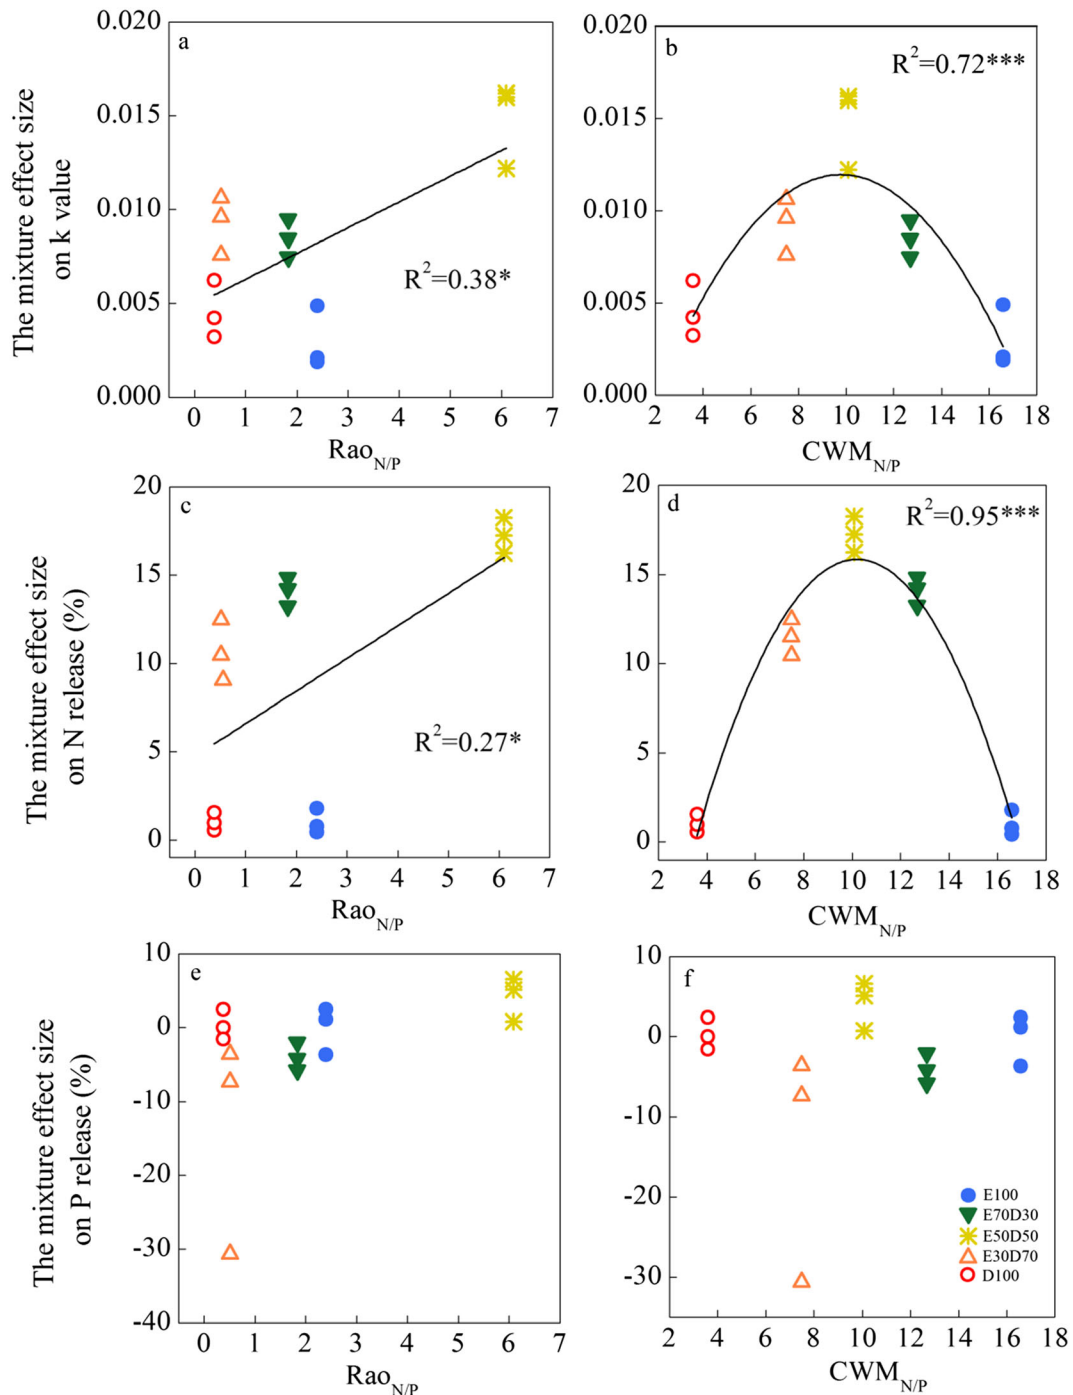 The mixture effect size
on k value
a
0.020
0.015
0.010
0.005
0.000
R²=0.38*
0 1 2 3 4 5 6 7
Rao_N/P
b
R²=0.72***
0.020
0.015
0.010
0.005
0.000
2 4 6 8 10 12 14 16 18
CWM_N/P
The mixture effect size
on N release (%)
c
20
15
10
5
0
R²=0.27*
0 1 2 3 4 5 6 7
Rao_N/P
d
R²=0.95***
20
15
10
5
0
2 4 6 8 10 12 14 16 18
CWM_N/P
The mixture effect size
on P release (%)
e
10
0
-10
-20
-30
-40
0 1 2 3 4 5 6 7
Rao_N/P
f
10
0
-10
-20
-30
E100
E70D30
E50D50
E30D70
D100
2 4 6 8 10 12 14 16 18
CWM_N/P